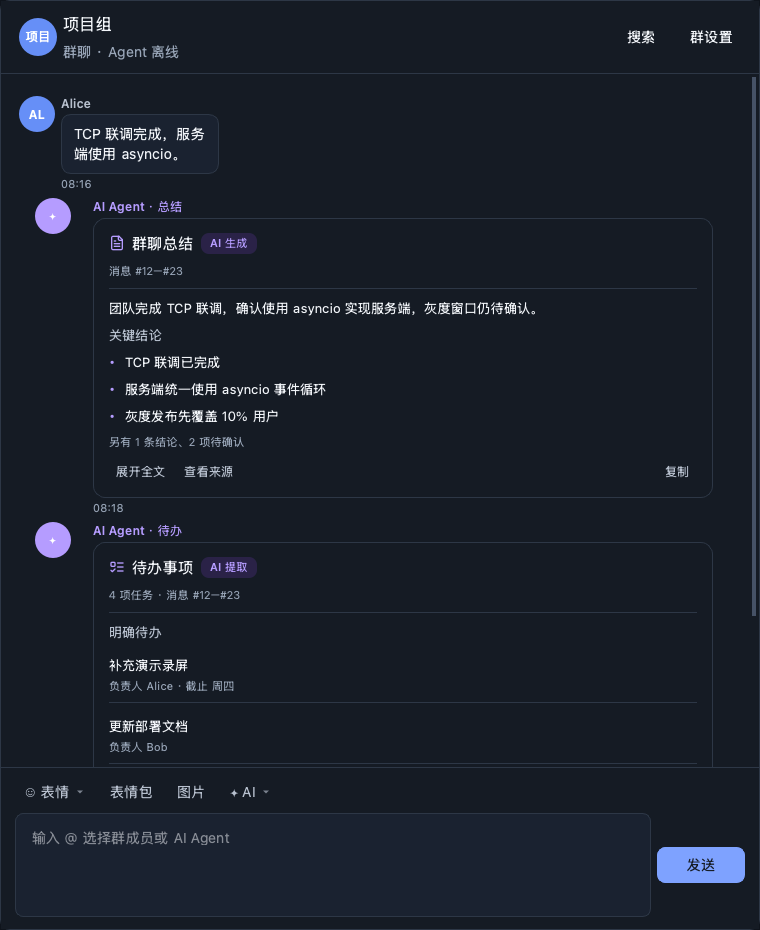 项目
项目组
群聊 · Agent 离线
搜索
群设置
AL
Alice
TCP 联调完成，服务
端使用 asyncio。
08:16
AI Agent · 总结
群聊总结
AI 生成
消息 #12—#23
团队完成 TCP 联调，确认使用 asyncio 实现服务端，灰度窗口仍待确认。
关键结论
• TCP 联调已完成
• 服务端统一使用 asyncio 事件循环
• 灰度发布先覆盖 10% 用户
另有 1 条结论、2 项待确认
展开全文
查看来源
复制
08:18
AI Agent · 待办
待办事项
AI 提取
4 项任务 · 消息 #12—#23
明确待办
补充演示录屏
负责人 Alice · 截止 周四
更新部署文档
负责人 Bob
☺ 表情
表情包
图片
✦ AI
输入 @ 选择群成员或 AI Agent
发送